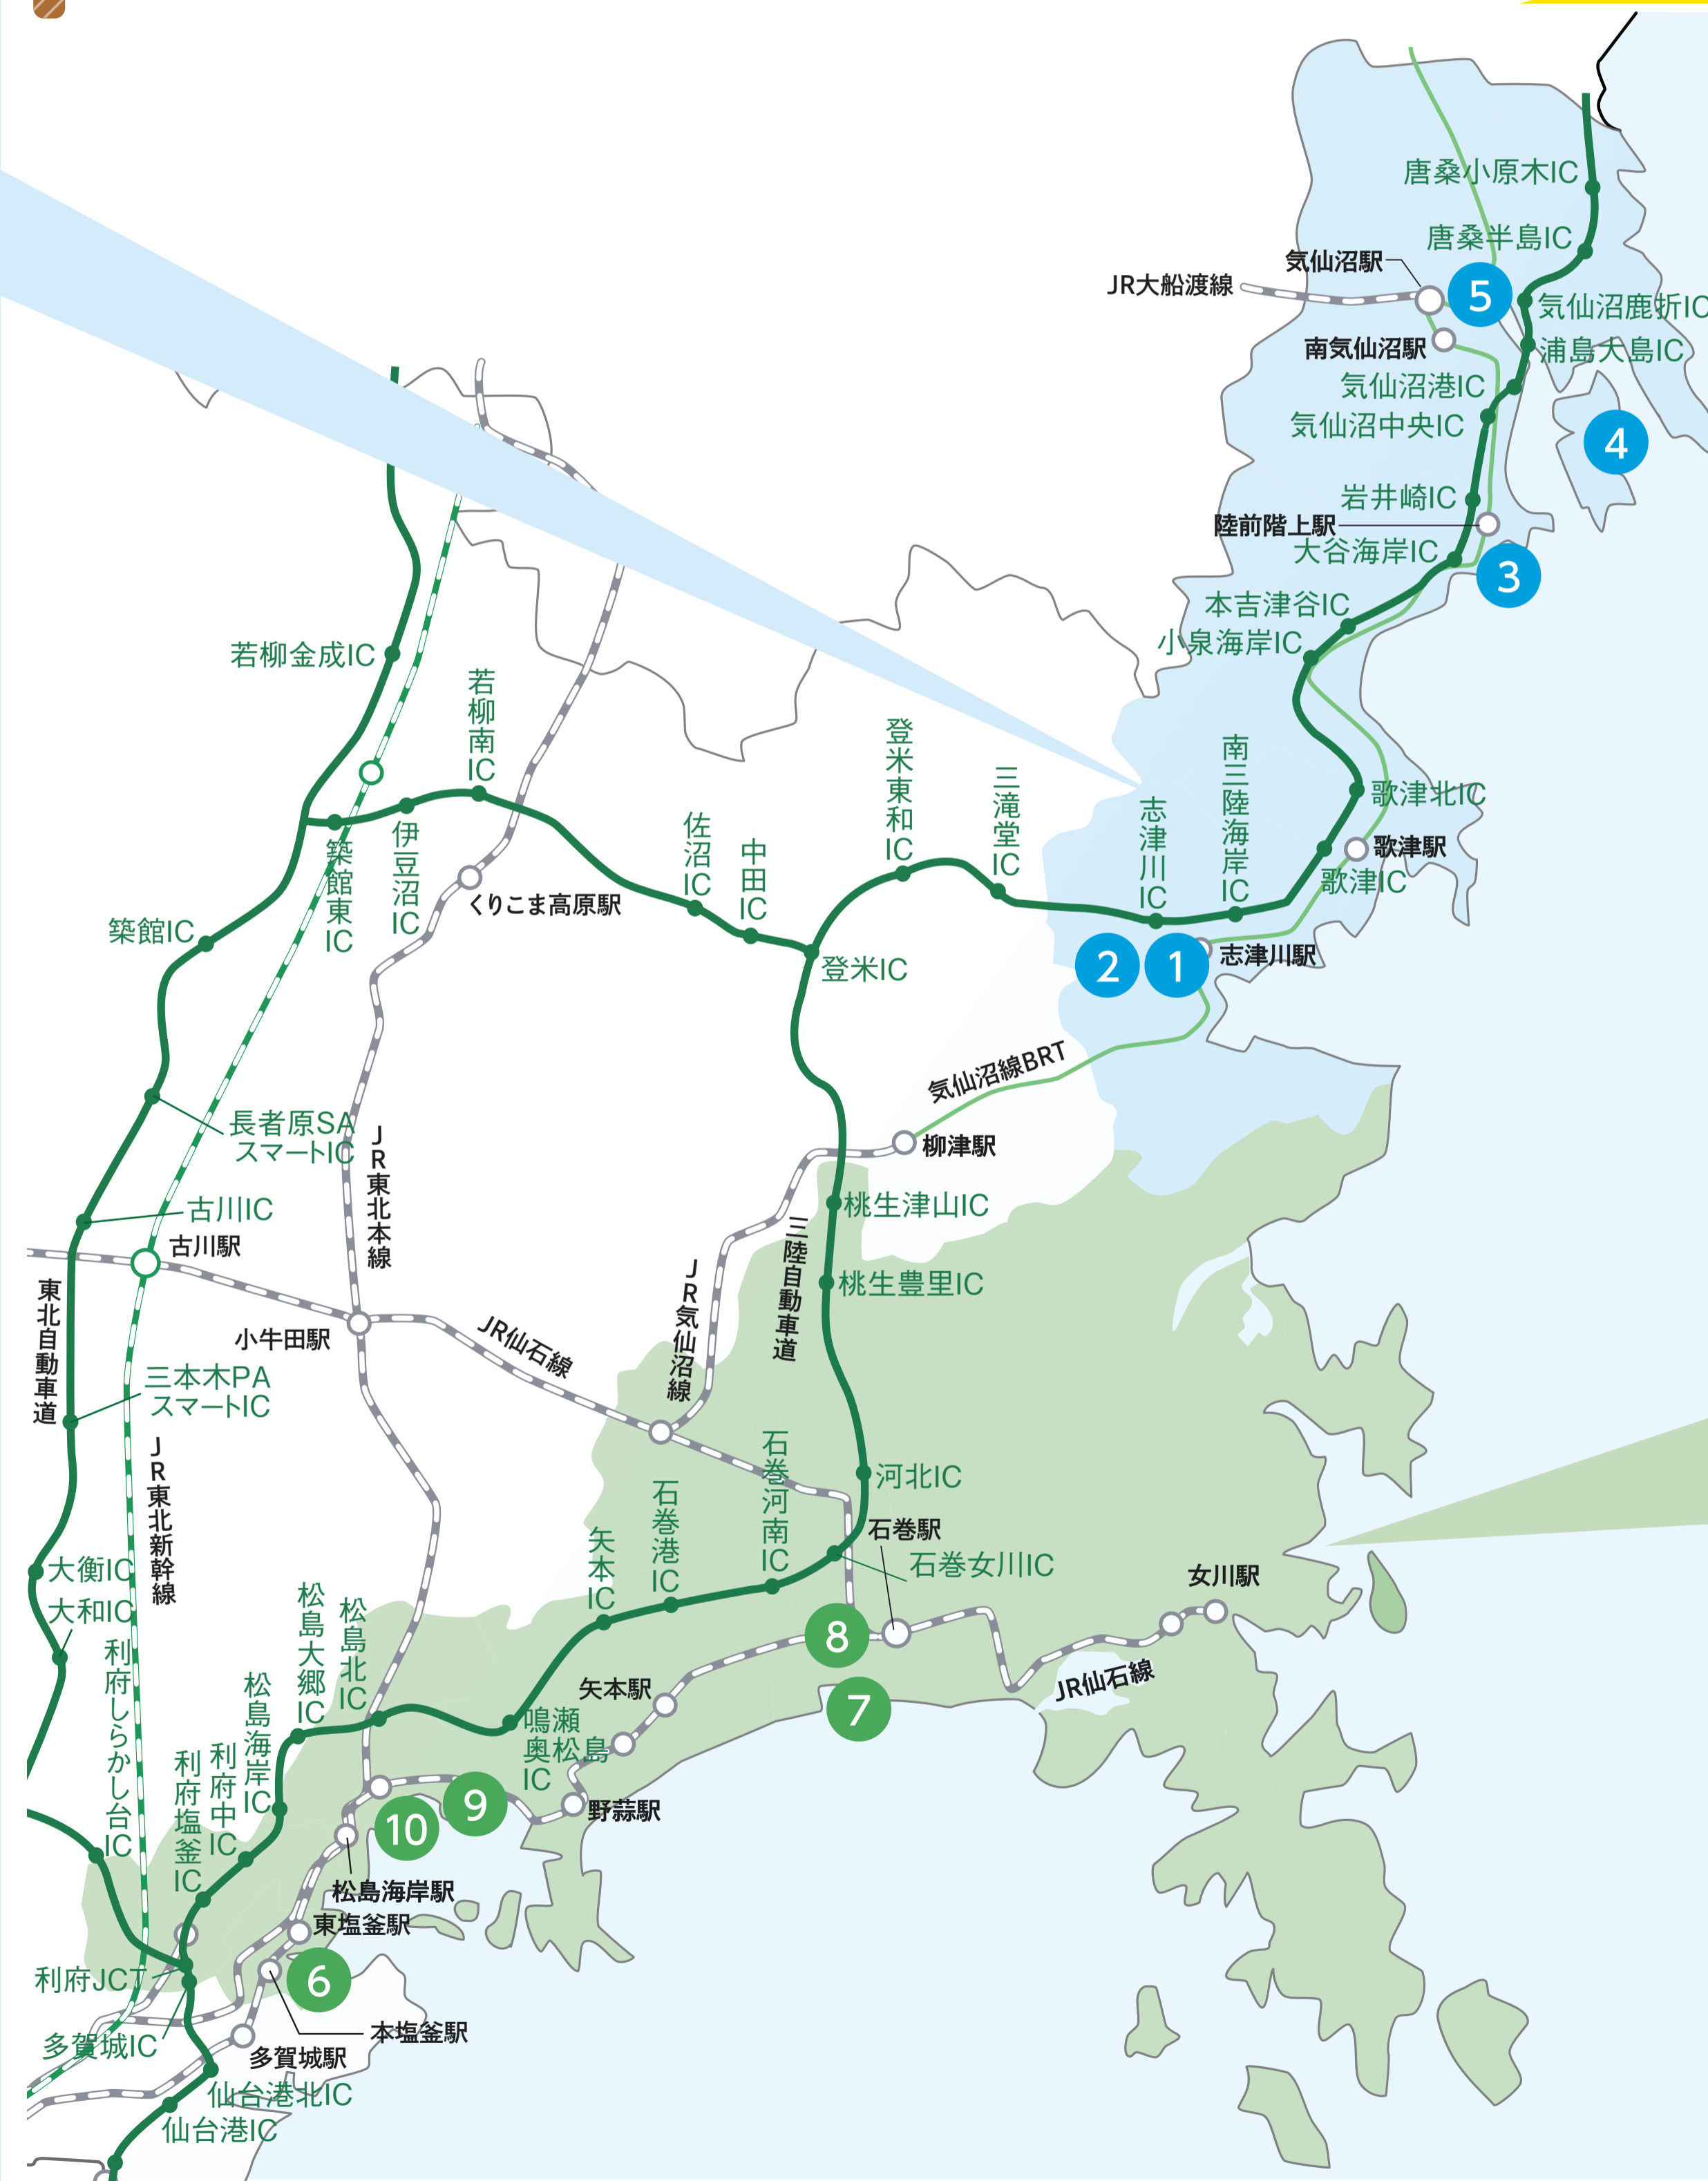 唐桑小原木IC
唐桑半島IC
気仙沼駅
JR大船渡線
5
気仙沼鹿折IC
南気仙沼駅
浦島大島IC
気仙沼港IC
気仙沼中央IC
4
岩井崎IC
陸前階上駅
大谷海岸IC
3
本吉津谷IC
小泉海岸IC
若柳金成IC
若柳南IC
登米東和IC
三滝堂IC
南三陸海岸IC
志津川IC
歌津北IC
歌津駅
歌津IC
佐沼IC
中田IC
伊豆沼IC
築館東IC
くりこま高原駅
築館IC
登米IC
2
1
志津川駅
気仙沼線BRT
柳津駅
長者原SA
スマートIC
JR東北本線
桃生津山IC
古川IC
古川駅
三陸自動車道
桃生豊里IC
東北自動車道
小牛田駅
JR仙石線
JR気仙沼線
三本木PA
スマートIC
JR東北新幹線
石巻河南IC
河北IC
石巻港IC
石巻駅
矢本IC
石巻女川IC
大衡IC
女川駅
大和IC
松島大郷IC
松島北IC
利府しらかし台IC
8
松島海岸IC
矢本駅
JR仙石線
7
鳴瀬
奥松島
IC
利府中IC
利府塩釜IC
9
10
野蒜駅
松島海岸駅
東塩釜駅
利府JCT
6
本塩釜駅
多賀城IC
多賀城駅
仙台港北IC
仙台港IC